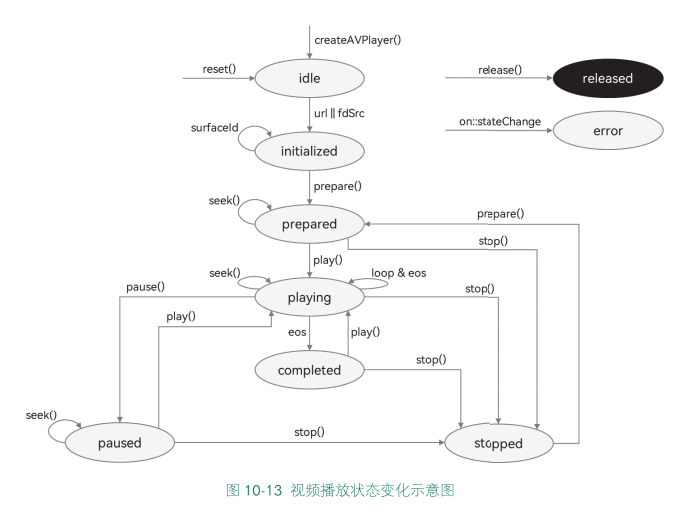 createAVPlayer()
reset()
idle
release()
released
url || fdSrc
surfaceId
initialized
on::stateChange
error
prepare()
seek()
prepared
prepare()
stop()
play()
seek()
loop & eos
pause()
playing
stop()
play()
eos
play()
completed
stop()
seek()
paused
stop()
stopped
图 10-13 视频播放状态变化示意图